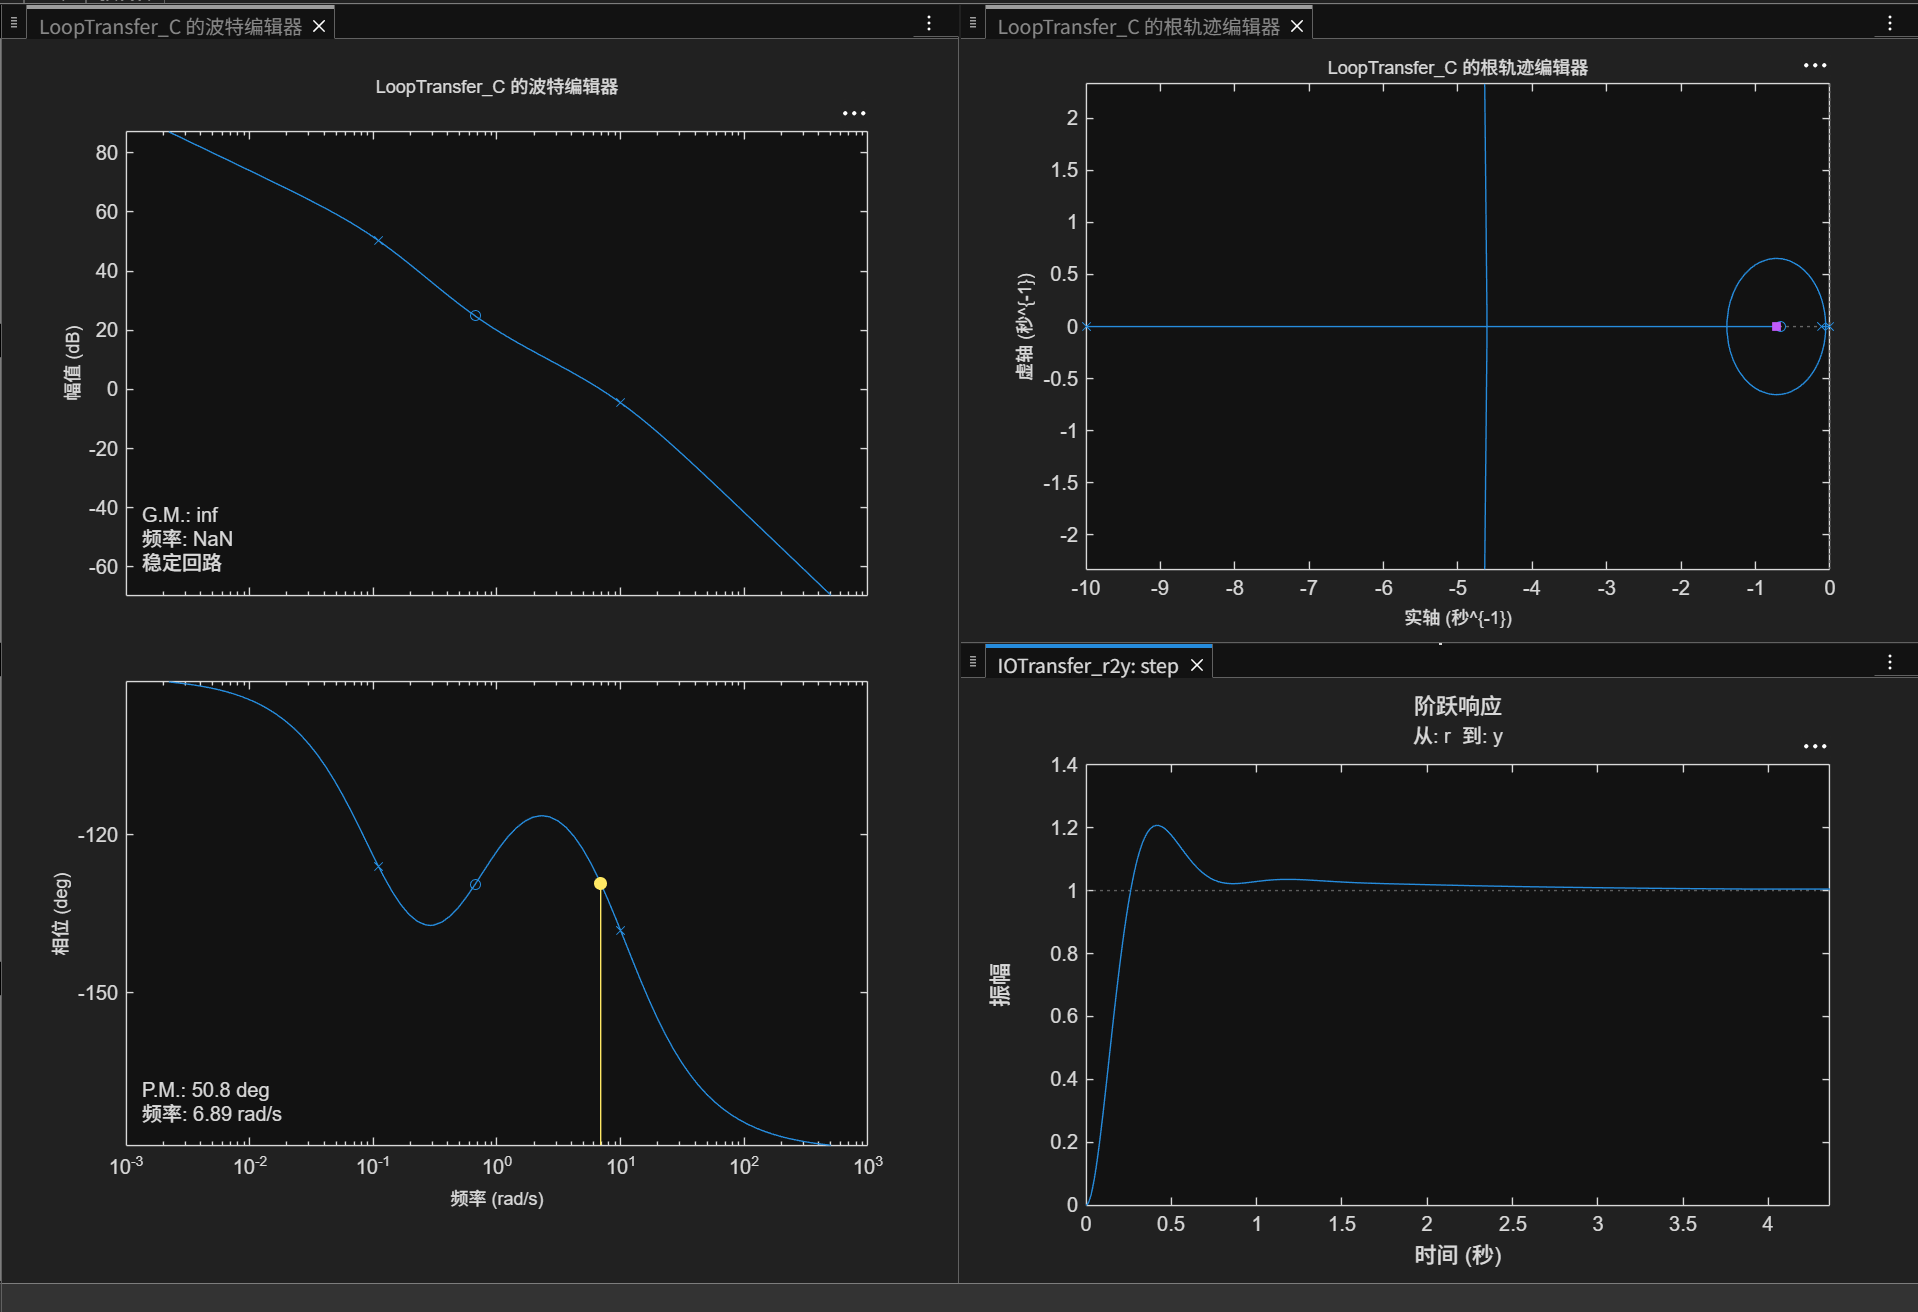 LoopTransfer_C 的波特编辑器
LoopTransfer_C 的波特编辑器
80
60
40
20
0
-20
-40
-60
幅值 (dB)
G.M.: inf
频率: NaN
稳定回路
-120
-150
相位 (deg)
P.M.: 50.8 deg
频率: 6.89 rad/s
10-3
10-2
10-1
100
101
102
103
频率 (rad/s)
LoopTransfer_C 的根轨迹编辑器
LoopTransfer_C 的根轨迹编辑器
2
1.5
1
0.5
0
-0.5
-1
-1.5
-2
虚轴 (秒^{-1})
-10 -9 -8 -7 -6 -5 -4 -3 -2 -1 0
实轴 (秒^{-1})
IOTransfer_r2y: step
阶跃响应
从: r 到: y
1.4
1.2
1
0.8
0.6
0.4
0.2
0
振幅
0 0.5 1 1.5 2 2.5 3 3.5 4
时间 (秒)